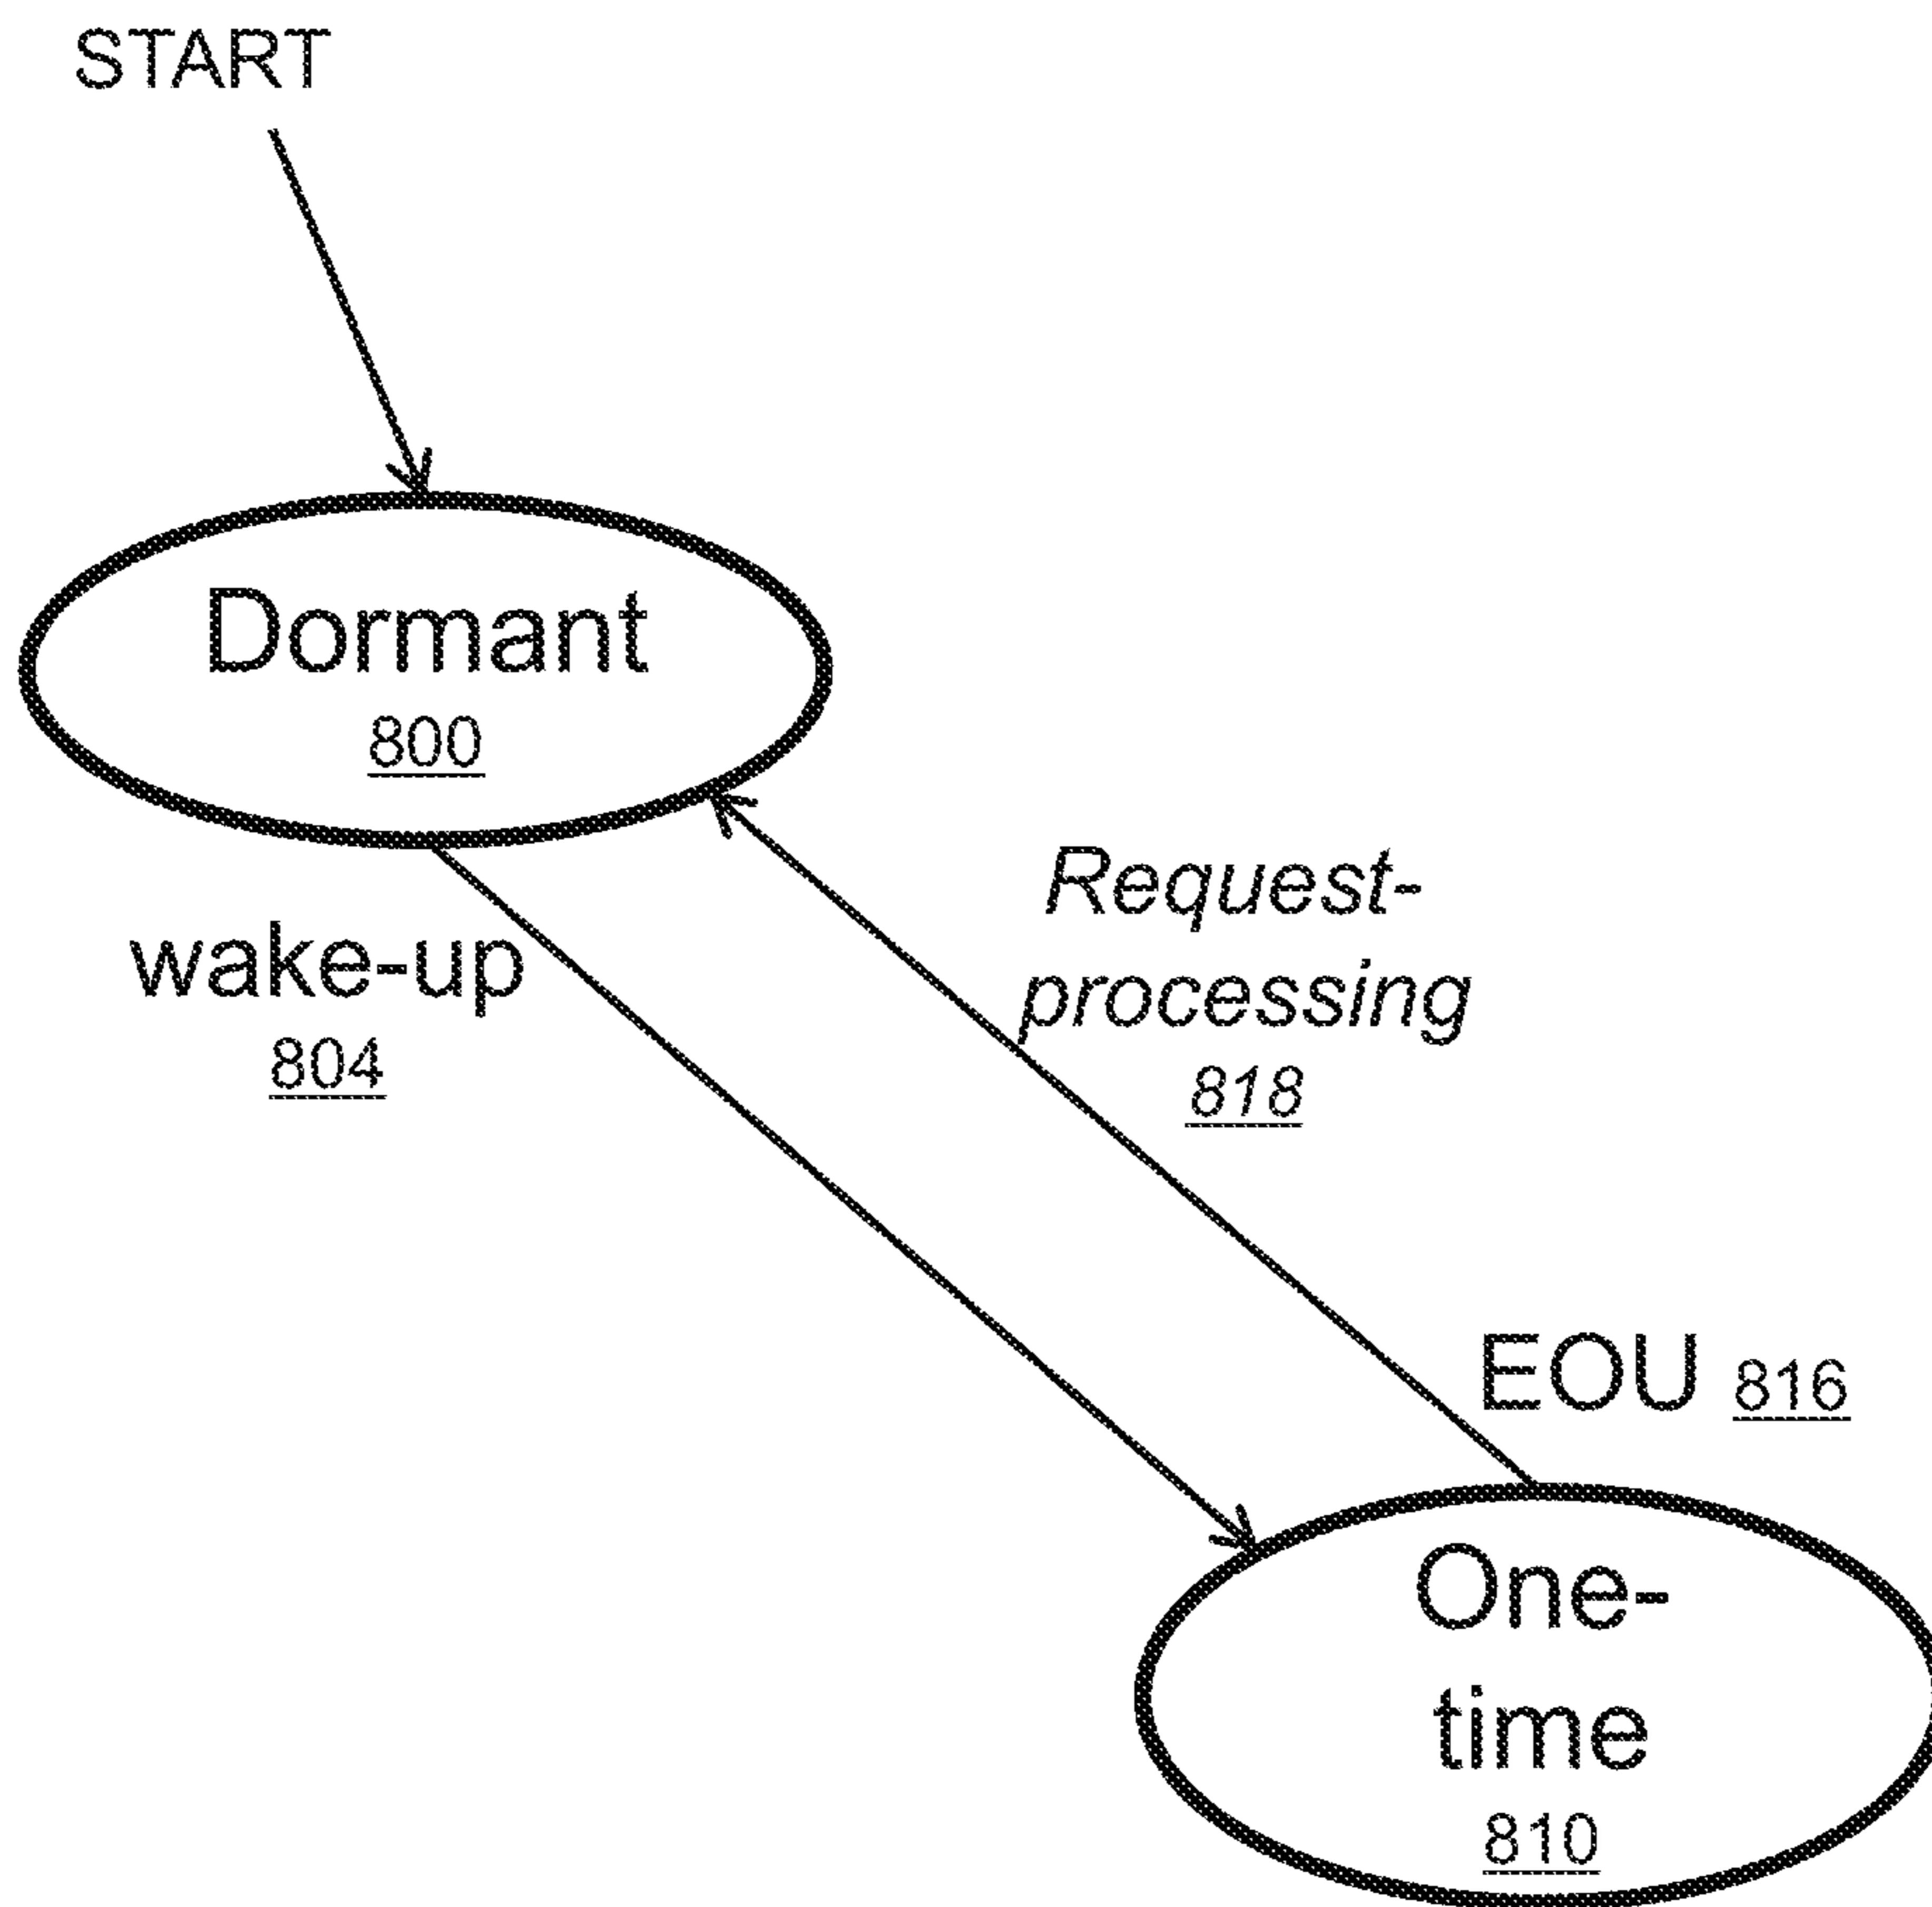 START
Dormant
800
wake-up
804
Request-
processing
818
EOU 816
One-
time
810